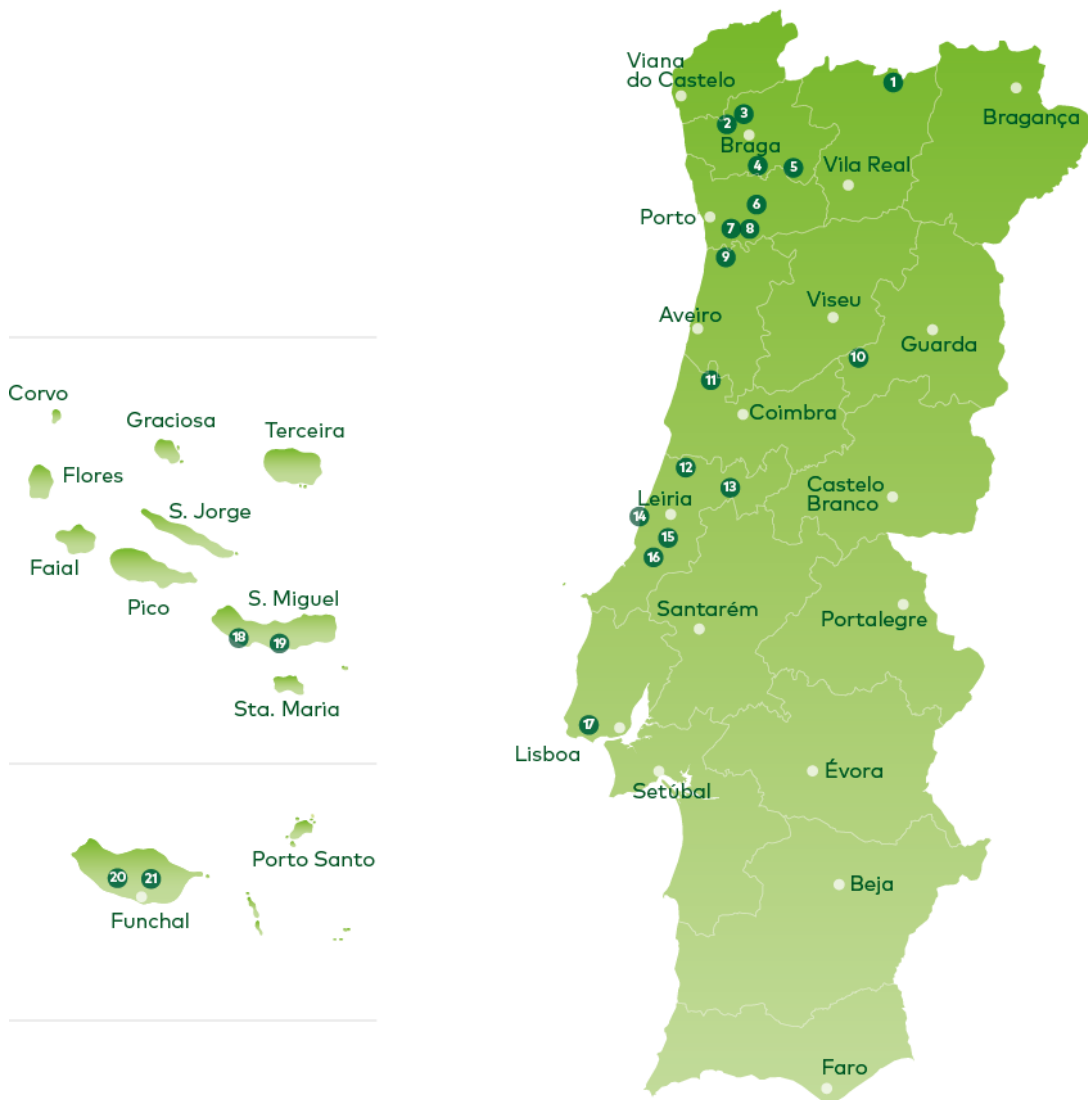 Viana
do Castelo
1
Bragança
3
2
Braga
4
5
Vila Real
6
Porto
7
8
9
Viseu
Aveiro
Guarda
10
11
Coimbra
12
13
Castelo
Branco
Leiria
14
15
16
Santarém
Portalegre
17
Lisboa
Évora
Setúbal
Beja
Faro
Corvo
Graciosa
Terceira
Flores
S. Jorge
Faial
Pico
S. Miguel
18
19
Sta. Maria
Porto Santo
20
21
Funchal